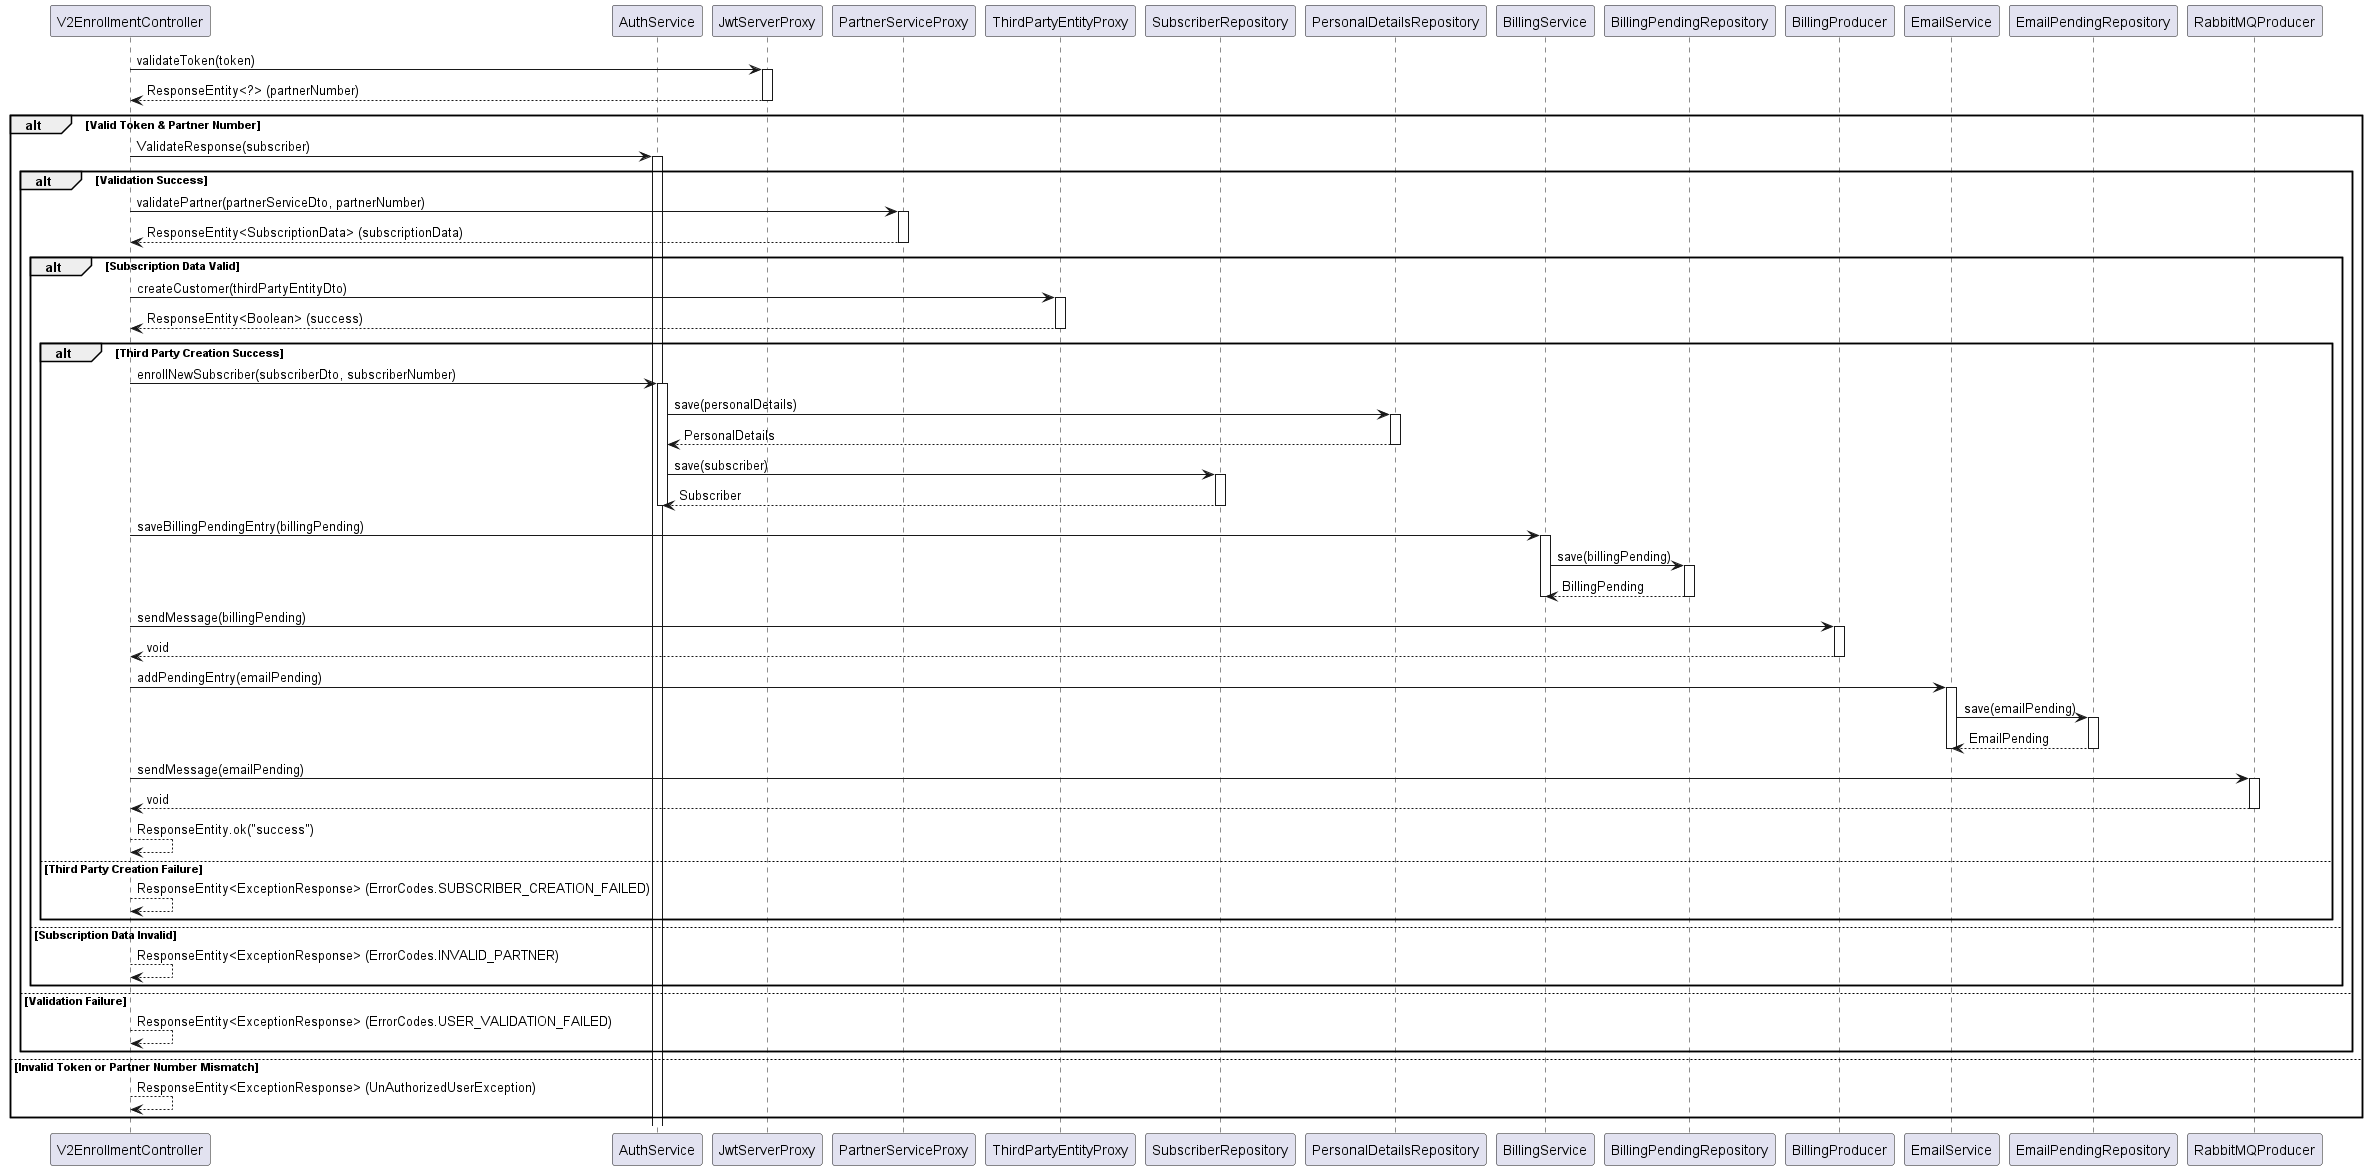 V2EnrollmentController AuthService JwtServerProxy PartnerServiceProxy ThirdPartyEntityProxy SubscriberRepository PersonalDetailsRepository BillingService BillingPendingRepository BillingProducer EmailService EmailPendingRepository RabbitMQProducer
validateToken(token)
ResponseEntity<?> (partnerNumber)
alt [Valid Token & Partner Number]
ValidateResponse(subscriber)
alt [Validation Success]
validatePartner(partnerServiceDto, partnerNumber)
ResponseEntity<SubscriptionData> (subscriptionData)
alt [Subscription Data Valid]
createCustomer(thirdPartyEntityDto)
ResponseEntity<Boolean> (success)
alt [Third Party Creation Success]
enrollNewSubscriber(subscriberDto, subscriberNumber)
save(personalDetails)
PersonalDetails
save(subscriber)
Subscriber
saveBillingPendingEntry(billingPending)
save(billingPending)
BillingPending
sendMessage(billingPending)
void
addPendingEntry(emailPending)
save(emailPending)
EmailPending
sendMessage(emailPending)
void
ResponseEntity.ok("success")
[Third Party Creation Failure]
ResponseEntity<ExceptionResponse> (ErrorCodes.SUBSCRIBER_CREATION_FAILED)
[Subscription Data Invalid]
ResponseEntity<ExceptionResponse> (ErrorCodes.INVALID_PARTNER)
[Validation Failure]
ResponseEntity<ExceptionResponse> (ErrorCodes.USER_VALIDATION_FAILED)
[Invalid Token or Partner Number Mismatch]
ResponseEntity<ExceptionResponse> (UnAuthorizedUserException)
V2EnrollmentController AuthService JwtServerProxy PartnerServiceProxy ThirdPartyEntityProxy SubscriberRepository PersonalDetailsRepository BillingService BillingPendingRepository BillingProducer EmailService EmailPendingRepository RabbitMQProducer